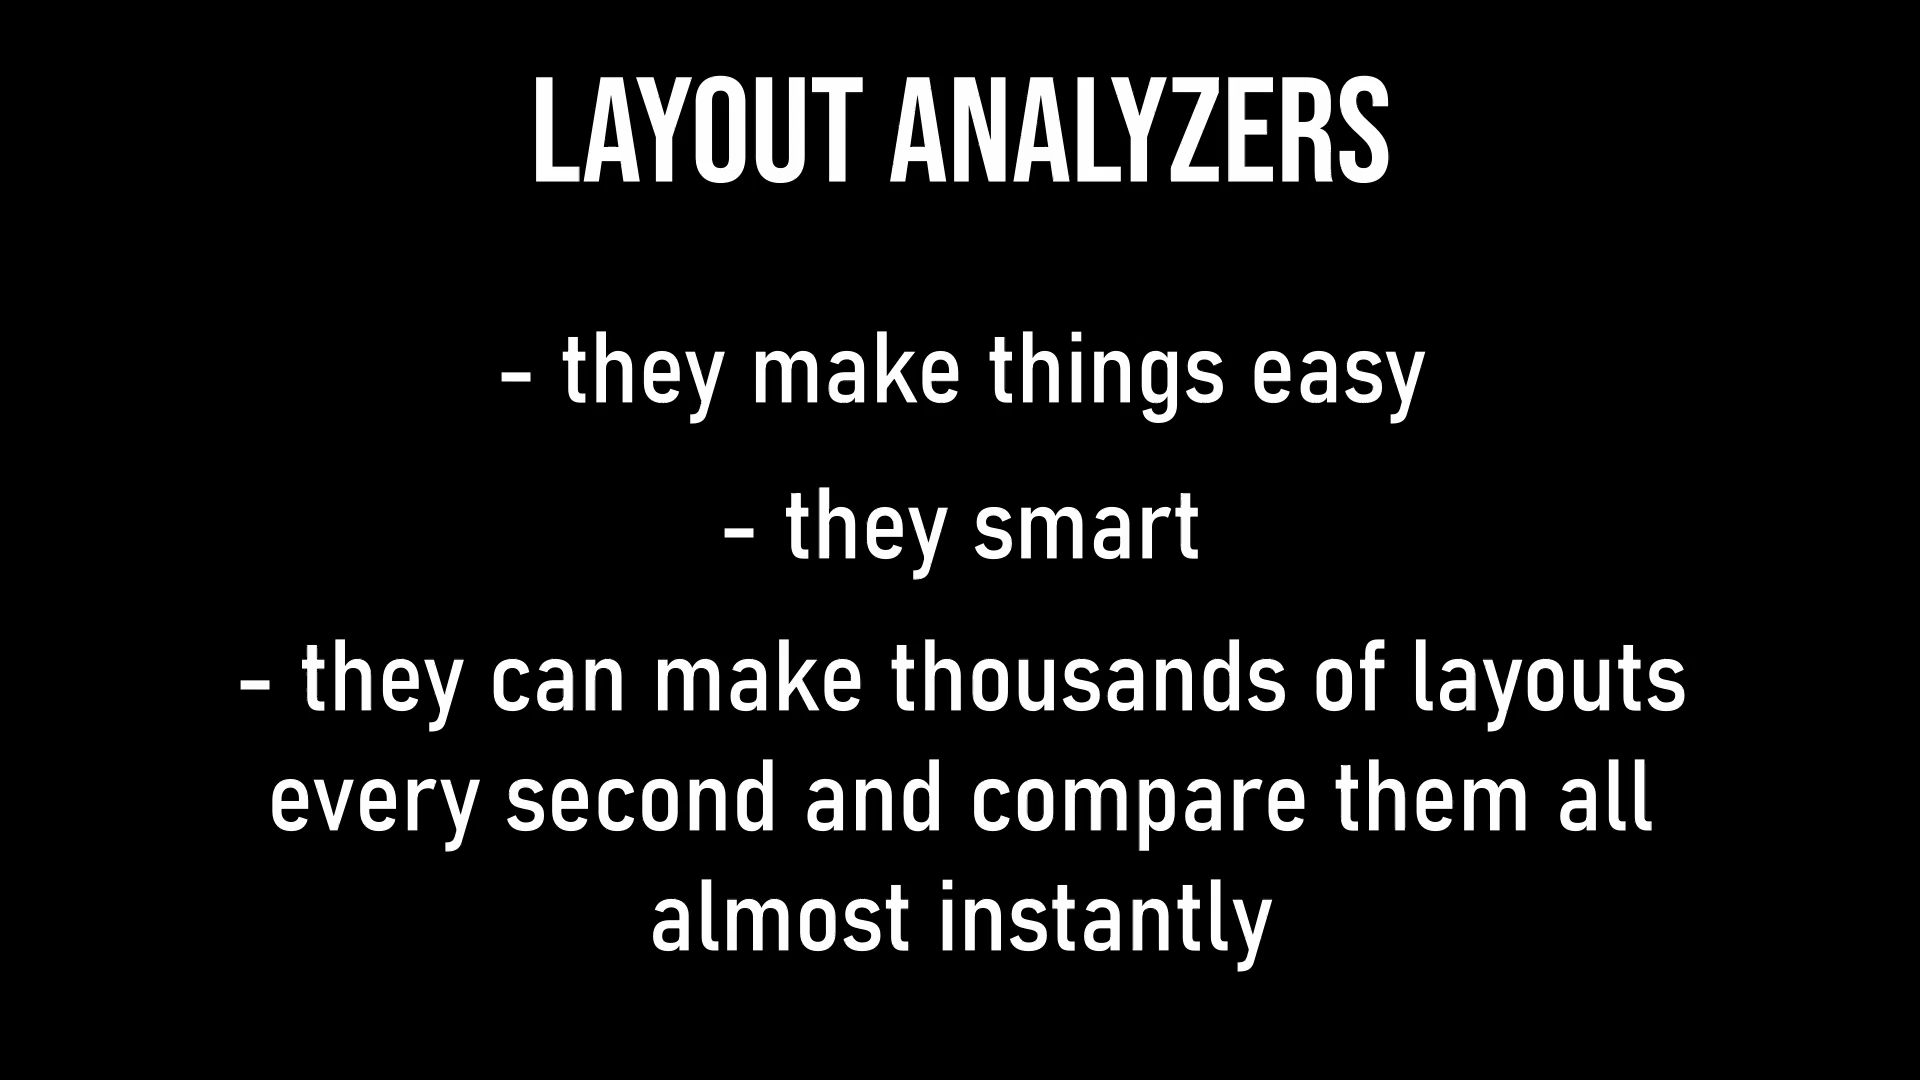 LAYOUT ANALYZERS
- they make things easy
- they smart
- they can make thousands of layouts
every second and compare them all
almost instantly